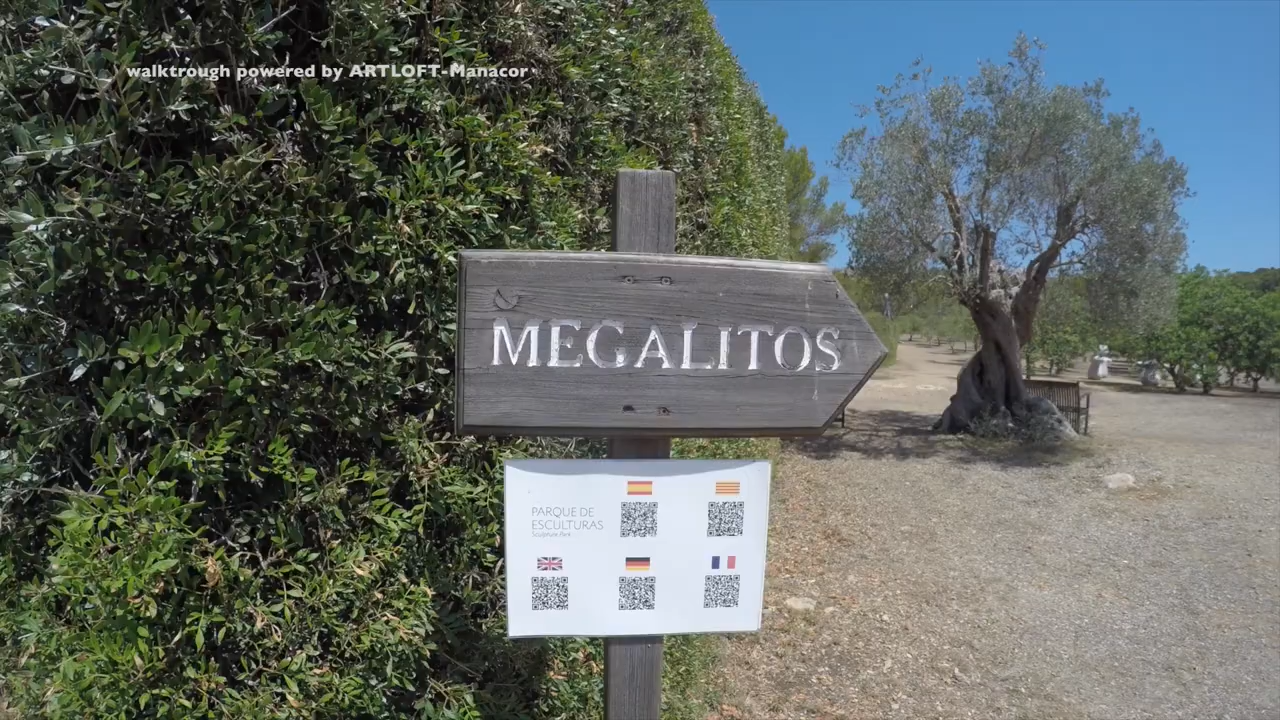 walktrough powered by ARTLOFT-Manacor
MEGALITOS
PARQUE DE
ESCULTURAS
Sculpture Park